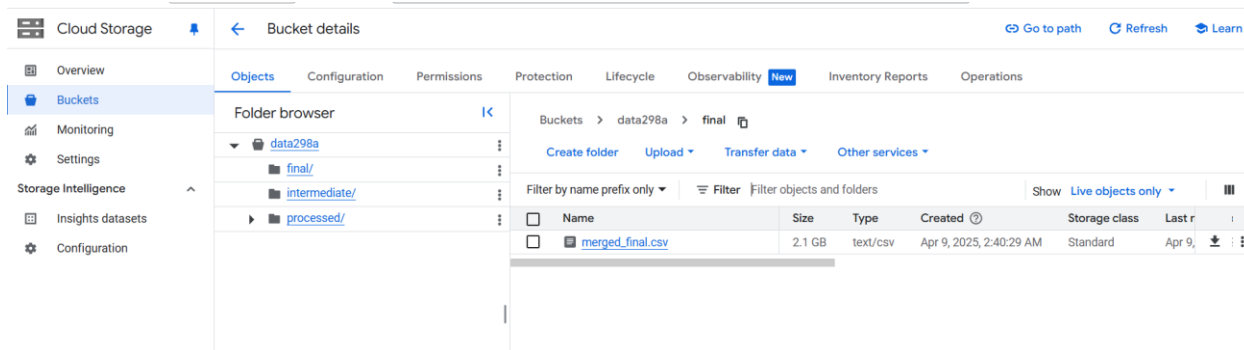 Cloud Storage
Overview
Buckets
Monitoring
Settings
Storage Intelligence
Insights datasets
Configuration
Bucket details
Go to path Refresh Learn
Objects Configuration Permissions Protection Lifecycle Observability New Inventory Reports Operations
Folder browser
data298a
final/
intermediate/
processed/
Buckets > data298a > final
Create folder Upload Transfer data Other services
Filter by name prefix only Filter Filter objects and folders Show Live objects only
Name Size Type Created Storage class Last r
merged_final.csv 2.1 GB text/csv Apr 9, 2025, 2:40:29 AM Standard Apr 9,